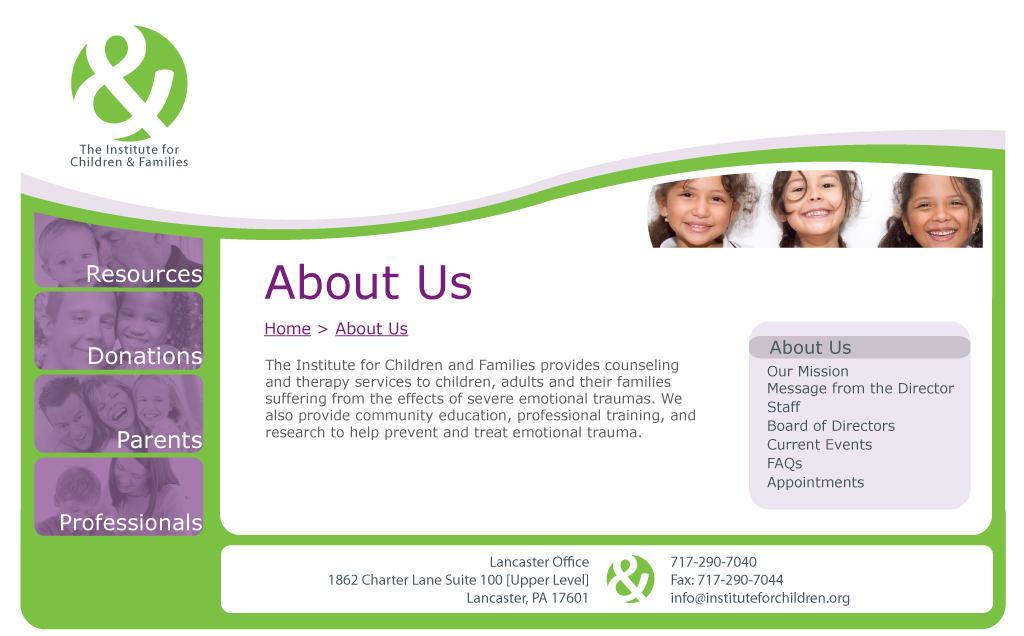 &
The Institute for
Children & Families
Resources
Donations
Parents
Professionals
About Us
Home > About Us
The Institute for Children and Families provides counseling
and therapy services to children, adults and their families
suffering from the effects of severe emotional traumas. We
also provide community education, professional training, and
research to help prevent and treat emotional trauma.
About Us
Our Mission
Message from the Director
Staff
Board of Directors
Current Events
FAQs
Appointments
Lancaster Office
1862 Charter Lane Suite 100 [Upper Level]
Lancaster, PA 17601
&
717-290-7040
Fax: 717-290-7044
info@instituteforchildren.org